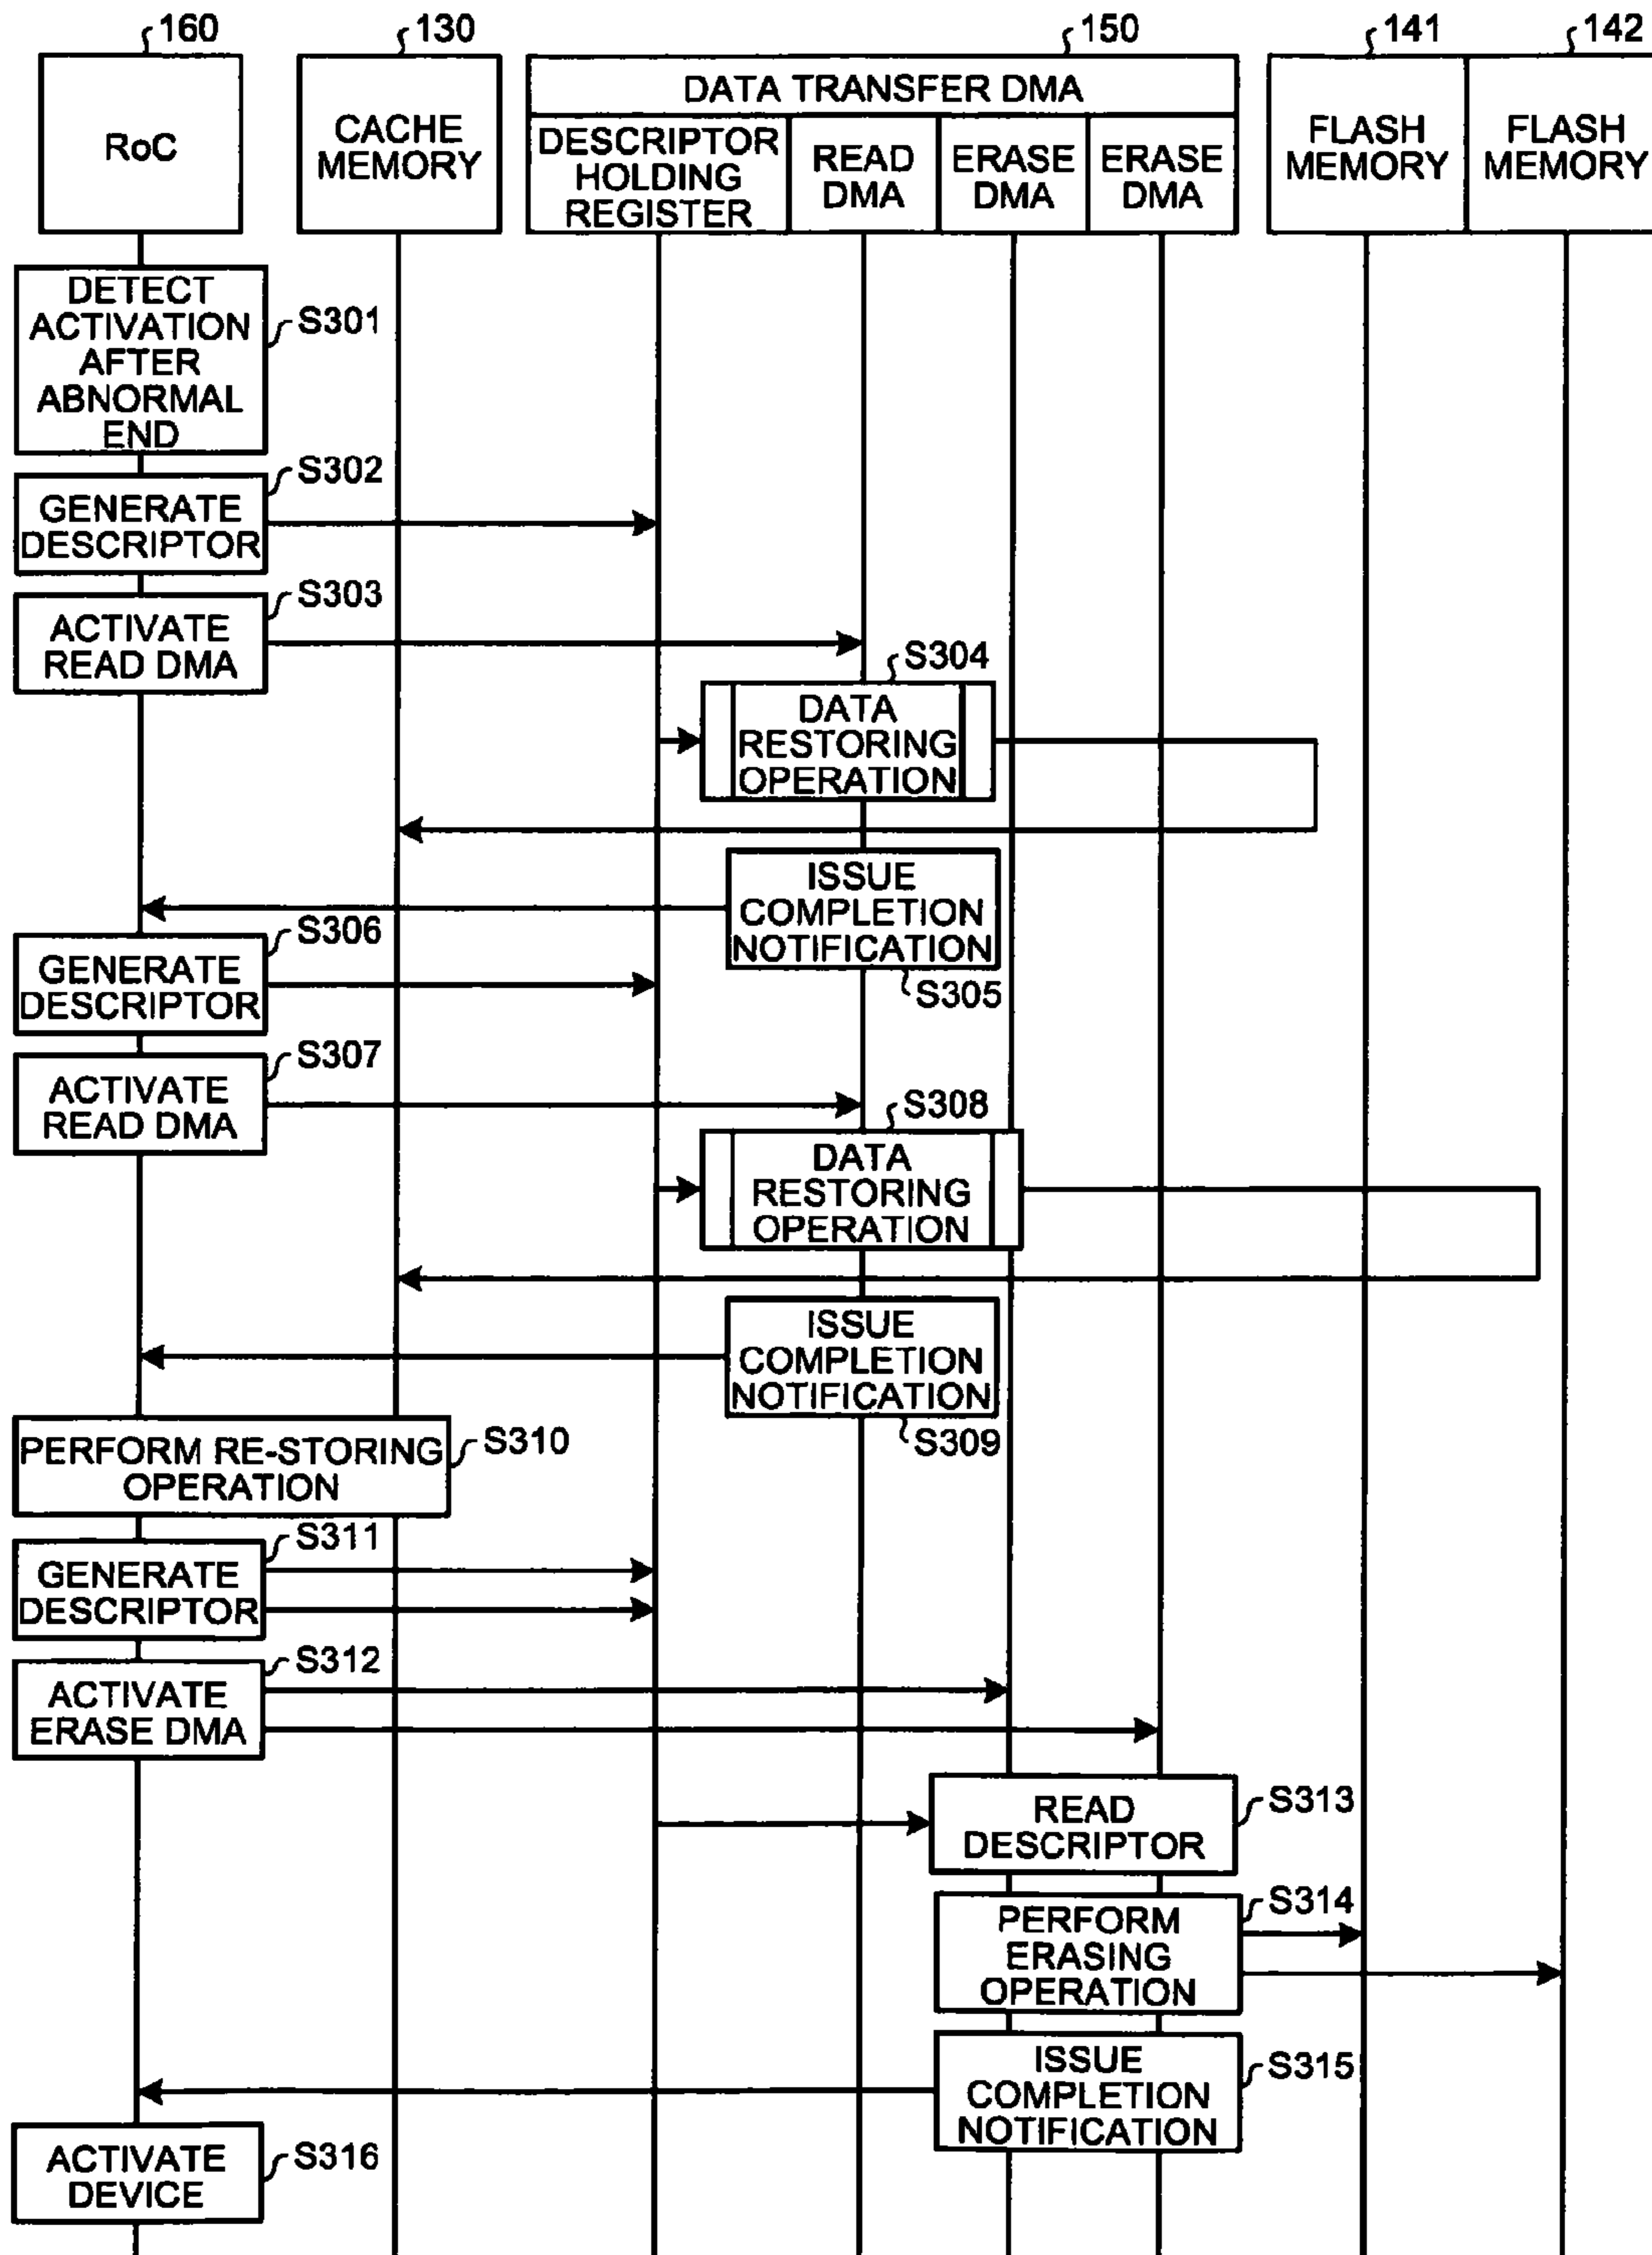 160
130
150
141
142
RoC
CACHE
MEMORY
DATA TRANSFER DMA
DESCRIPTOR
HOLDING
REGISTER
READ
DMA
ERASE
DMA
ERASE
DMA
FLASH
MEMORY
FLASH
MEMORY
DETECT
ACTIVATION
AFTER
ABNORMAL
END
S301
GENERATE
DESCRIPTOR
S302
ACTIVATE
READ DMA
S303
S304
DATA
RESTORING
OPERATION
ISSUE
COMPLETION
NOTIFICATION
S305
S306
GENERATE
DESCRIPTOR
S307
ACTIVATE
READ DMA
S308
DATA
RESTORING
OPERATION
ISSUE
COMPLETION
NOTIFICATION
S309
PERFORM RE-STORING
OPERATION
S310
S311
GENERATE
DESCRIPTOR
S312
ACTIVATE
ERASE DMA
READ
DESCRIPTOR
S313
PERFORM
ERASING
OPERATION
S314
ISSUE
COMPLETION
NOTIFICATION
S315
ACTIVATE
DEVICE
S316